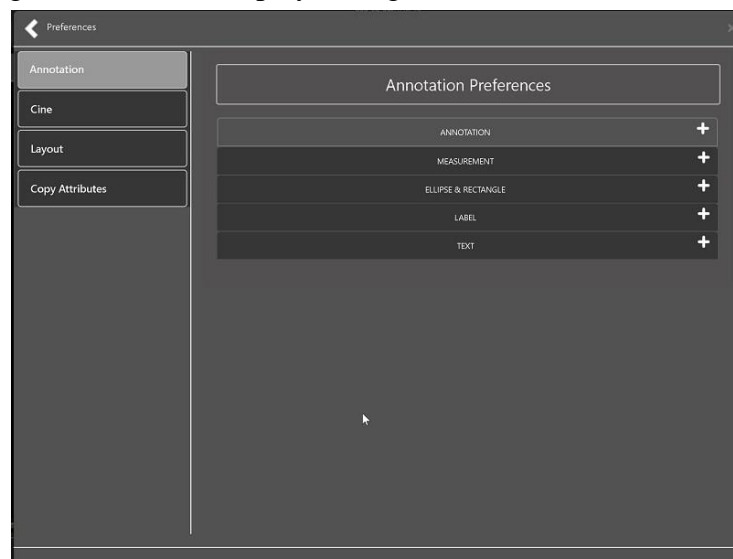 Preferences
Annotation
Cine
Layout
Copy Attributes
Annotation Preferences
ANNOTATION
MEASUREMENT
ELLIPSE & RECTANGLE
LABEL
TEXT